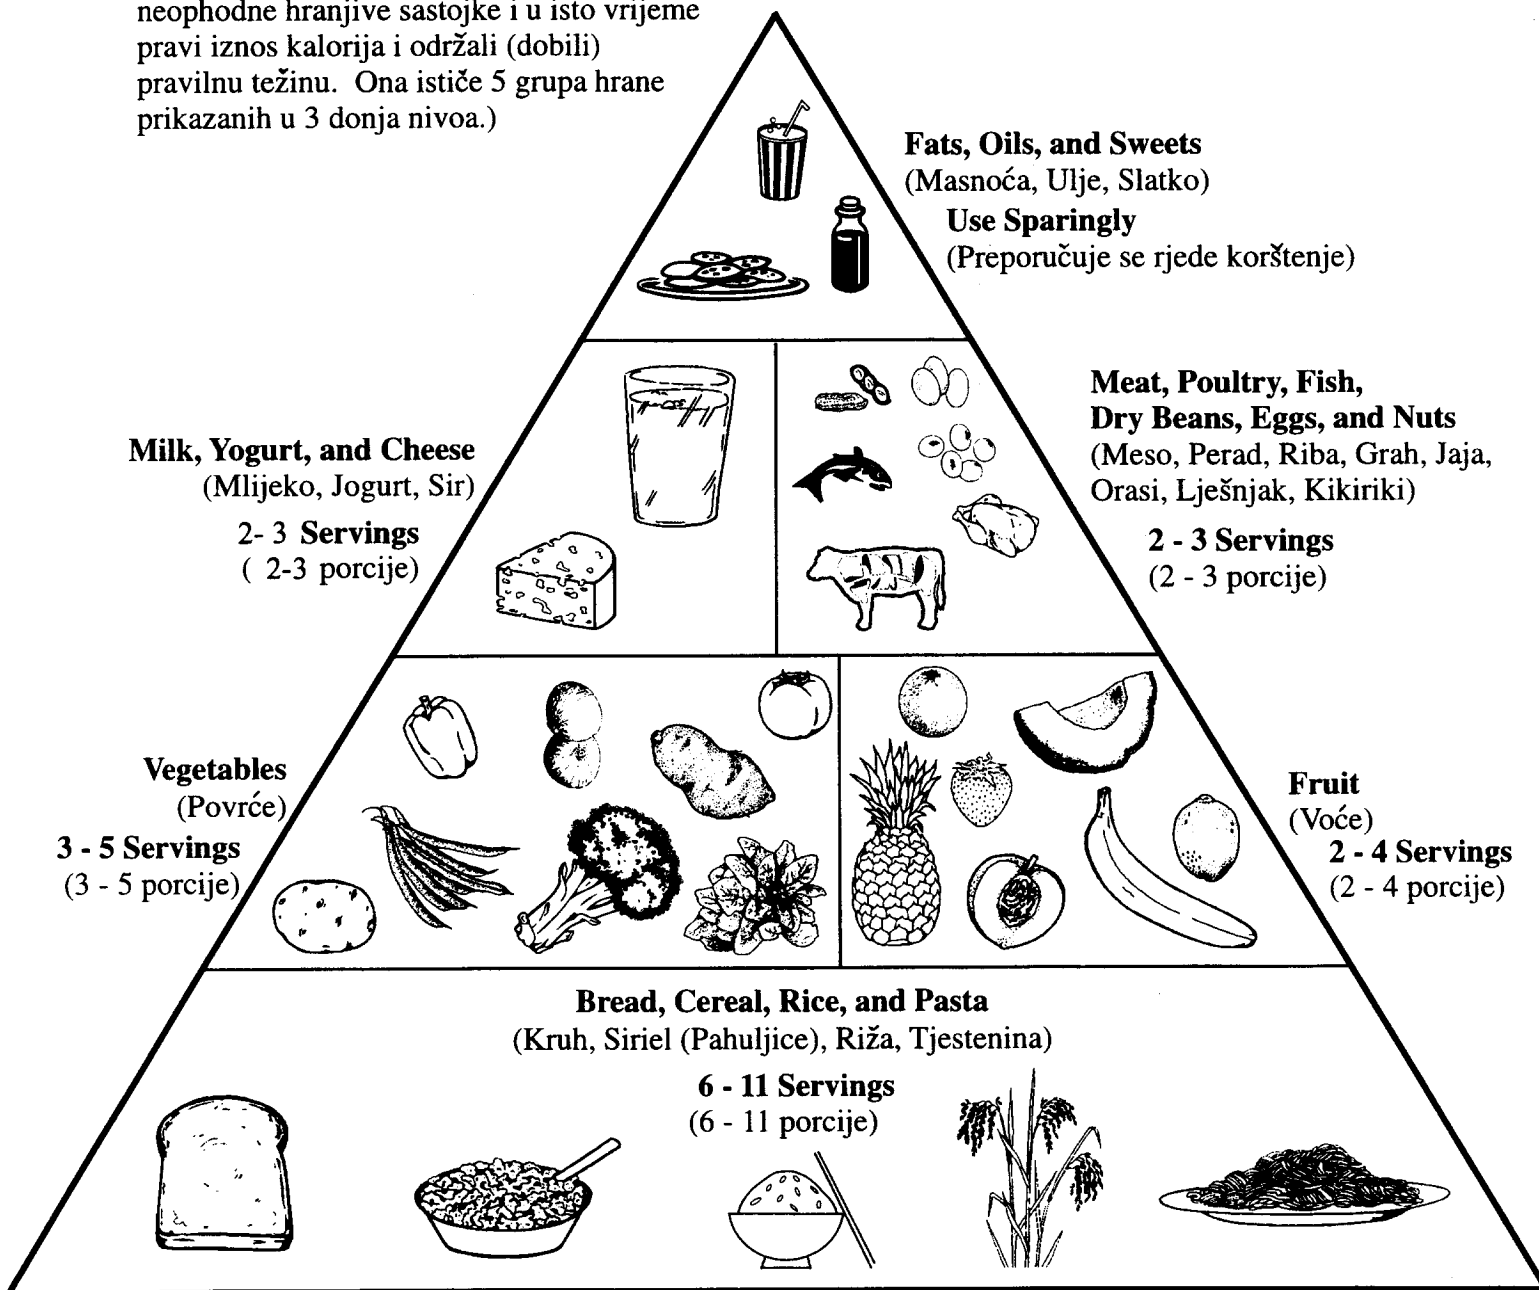 neophodne hranjive sastojke i u isto vrijeme
pravi iznos kalorija i održali (dobili)
pravilnu težinu. Ona ističe 5 grupa hrane
prikazanih u 3 donja nivoa.)
Fats, Oils, and Sweets
(Masnoća, Ulje, Slatko)
Use Sparingly
(Preporučuje se rjede korštenje)
Milk, Yogurt, and Cheese
(Mlijeko, Jogurt, Sir)
2- 3 Servings
( 2-3 porcije)
Meat, Poultry, Fish,
Dry Beans, Eggs, and Nuts
(Meso, Perad, Riba, Grah, Jaja,
Orasi, Lješnjak, Kikiriki)
2 - 3 Servings
(2 - 3 porcije)
Vegetables
(Povrće)
3 - 5 Servings
(3 - 5 porcije)
Fruit
(Voće)
2 - 4 Servings
(2 - 4 porcije)
Bread, Cereal, Rice, and Pasta
(Kruh, Siriel (Pahuljice), Riža, Tjestenina)
6 - 11 Servings
(6 - 11 porcije)